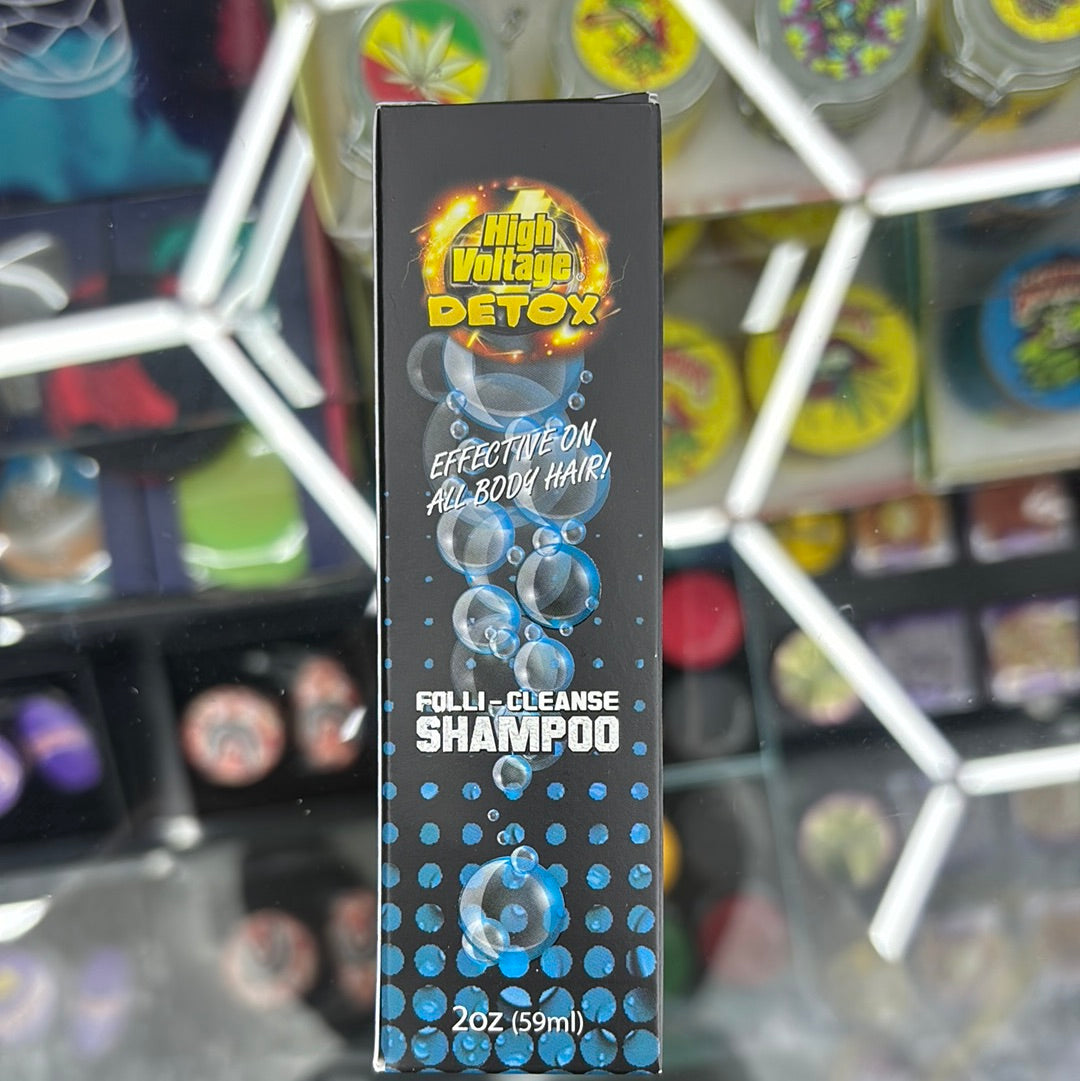 High
Voltage®
DETOX
EFFECTIVE ON
ALL BODY HAIR!
FOLLI-CLEANSE
SHAMPOO
2oz (59ml)